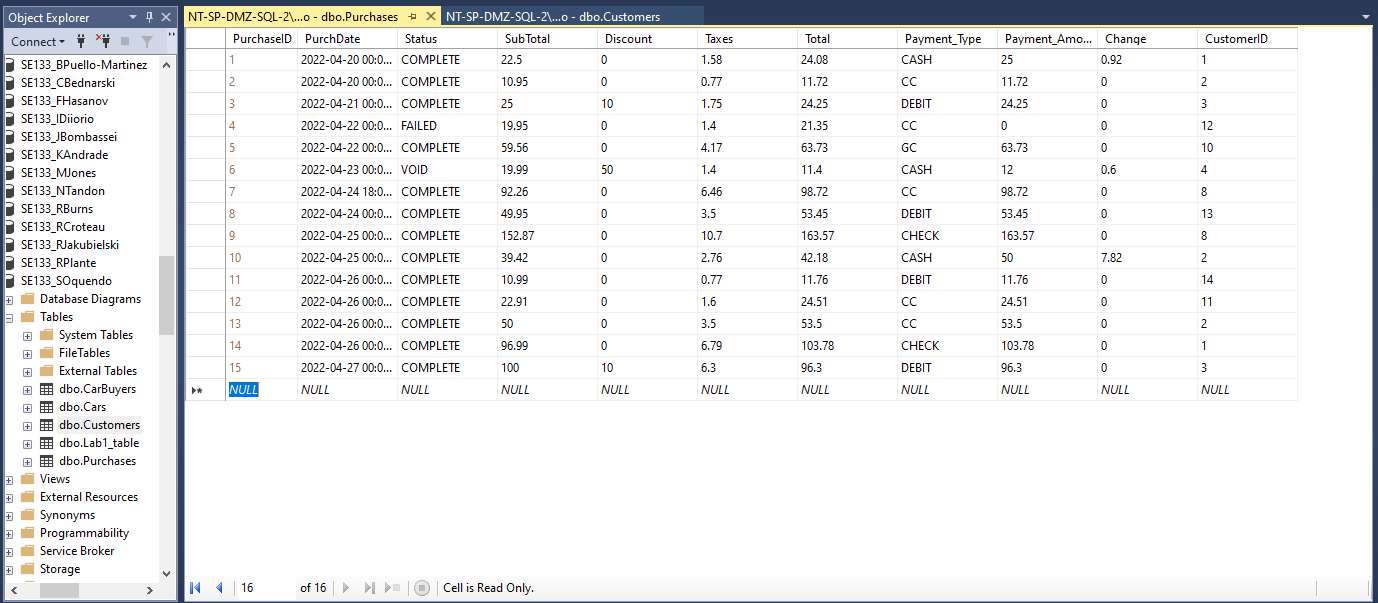 Object Explorer
Connect
SE133_BPuello-Martinez
SE133_CBednarski
SE133_FHasanov
SE133_IDiiorio
SE133_JBombassei
SE133_KAndrade
SE133_MJones
SE133_NTandon
SE133_RBurns
SE133_RCroteau
SE133_RJakubielski
SE133_RPlante
SE133_SOquendo
Database Diagrams
Tables
System Tables
FileTables
External Tables
dbo.CarBuyers
dbo.Cars
dbo.Customers
dbo.Lab1_table
dbo.Purchases
Views
External Resources
Synonyms
Programmability
Service Broker
Storage
NT-SP-DMZ-SQL-2\...o - dbo.Purchases NT-SP-DMZ-SQL-2\...o - dbo.Customers
PurchaseID PurchDate Status SubTotal Discount Taxes Total Payment_Type Payment_Amo... Change CustomerID
1 2022-04-20 00:0... COMPLETE 22.5 0 1.58 24.08 CASH 25 0.92 1
2 2022-04-20 00:0... COMPLETE 10.95 0 0.77 11.72 CC 11.72 0 2
3 2022-04-21 00:0... COMPLETE 25 10 1.75 24.25 DEBIT 24.25 0 3
4 2022-04-22 00:0... FAILED 19.95 0 1.4 21.35 CC 0 0 12
5 2022-04-22 00:0... COMPLETE 59.56 0 4.17 63.73 GC 63.73 0 10
6 2022-04-23 00:0... VOID 19.99 50 1.4 11.4 CASH 12 0.6 4
7 2022-04-24 18:0... COMPLETE 92.26 0 6.46 98.72 CC 98.72 0 8
8 2022-04-24 00:0... COMPLETE 49.95 0 3.5 53.45 DEBIT 53.45 0 13
9 2022-04-25 00:0... COMPLETE 152.87 0 10.7 163.57 CHECK 163.57 0 8
10 2022-04-25 00:0... COMPLETE 39.42 0 2.76 42.18 CASH 50 7.82 2
11 2022-04-26 00:0... COMPLETE 10.99 0 0.77 11.76 DEBIT 11.76 0 14
12 2022-04-26 00:0... COMPLETE 22.91 0 1.6 24.51 CC 24.51 0 11
13 2022-04-26 00:0... COMPLETE 50 0 3.5 53.5 CC 53.5 0 2
14 2022-04-26 00:0... COMPLETE 96.99 0 6.79 103.78 CHECK 103.78 0 1
15 2022-04-27 00:0... COMPLETE 100 10 6.3 96.3 DEBIT 96.3 0 3
NULL NULL NULL NULL NULL NULL NULL NULL NULL NULL NULL
16 of 16 Cell is Read Only.